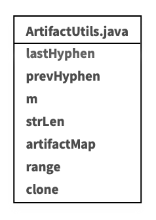 ArtifactUtils.java
lastHyphen
prevHyphen
m
strLen
artifactMap
range
clone